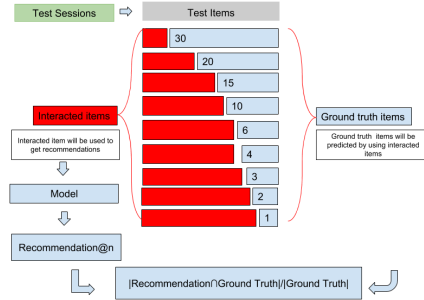 Test Sessions
Test Items
30
20
15
10
6
4
3
2
1
Interacted items
Interacted item will be used to
get recommendations
Model
Recommendation@n
Ground truth items
Ground truth items will be
predicted by using interacted
items
|Recommendation∩Ground Truth|/|Ground Truth|